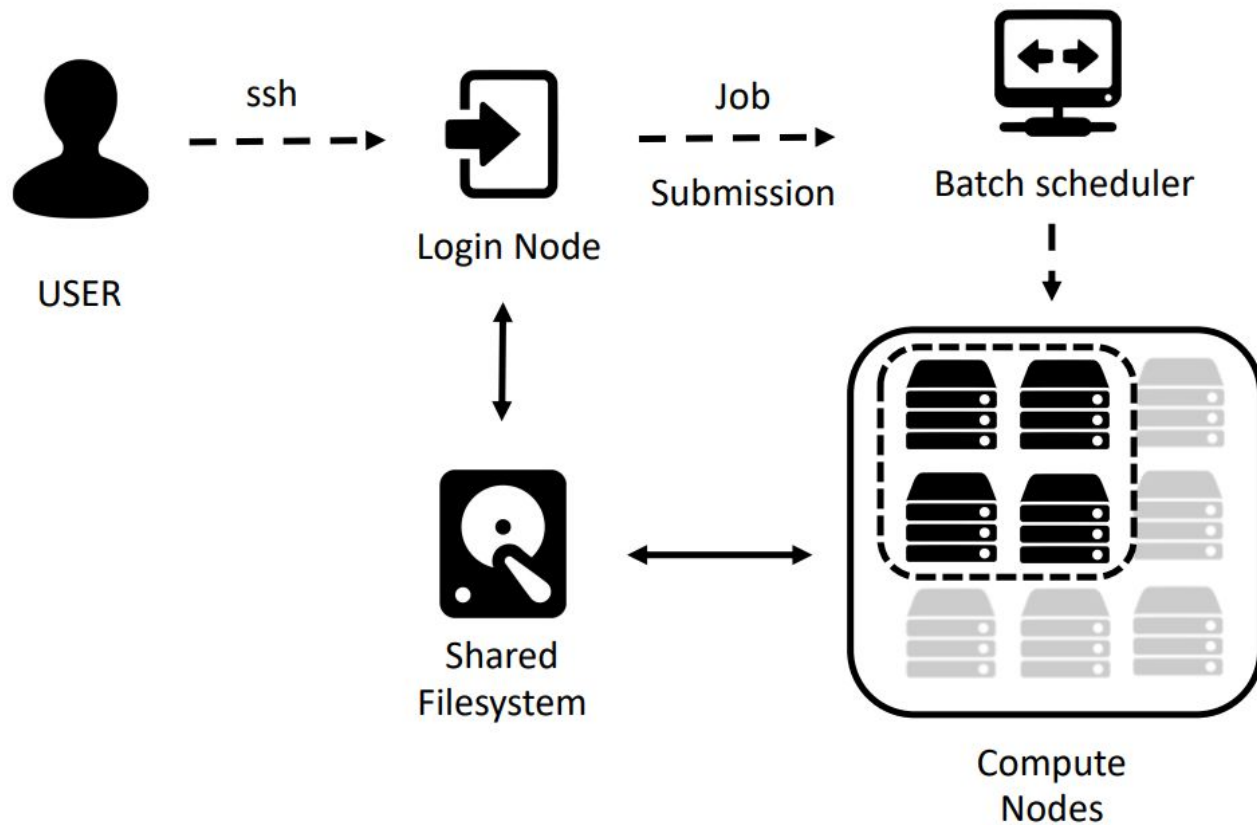 ssh
Job
Submission
Batch scheduler
Login Node
USER
Shared
Filesystem
Compute
Nodes